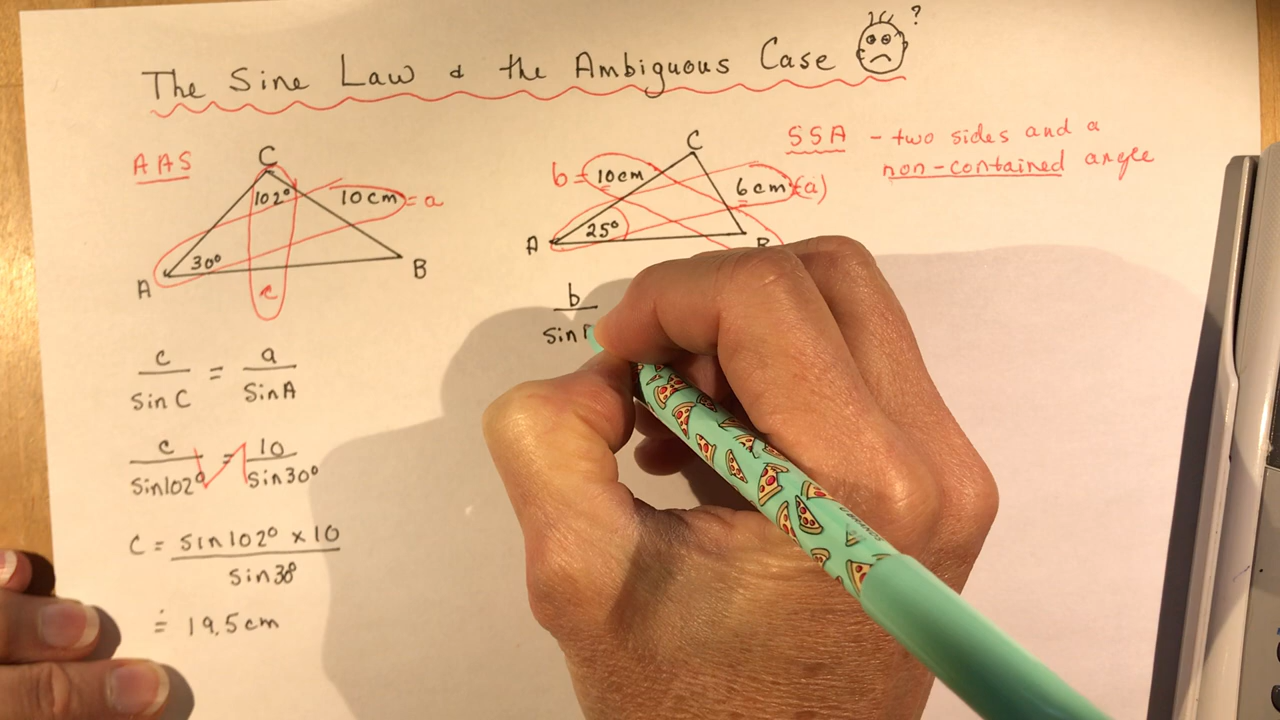 The Sine Law & the Ambiguous Case ?
AAS
C
102°
10cm = a
30°
A
B
c
c/sin C = a/sin A
c/sin102° = 10/sin30°
C = sin102° x 10 / sin30°
≐ 19.5cm
SSA - two sides and a
non-contained angle
C
b = 10cm
6cm (a)
25°
A
b
sin